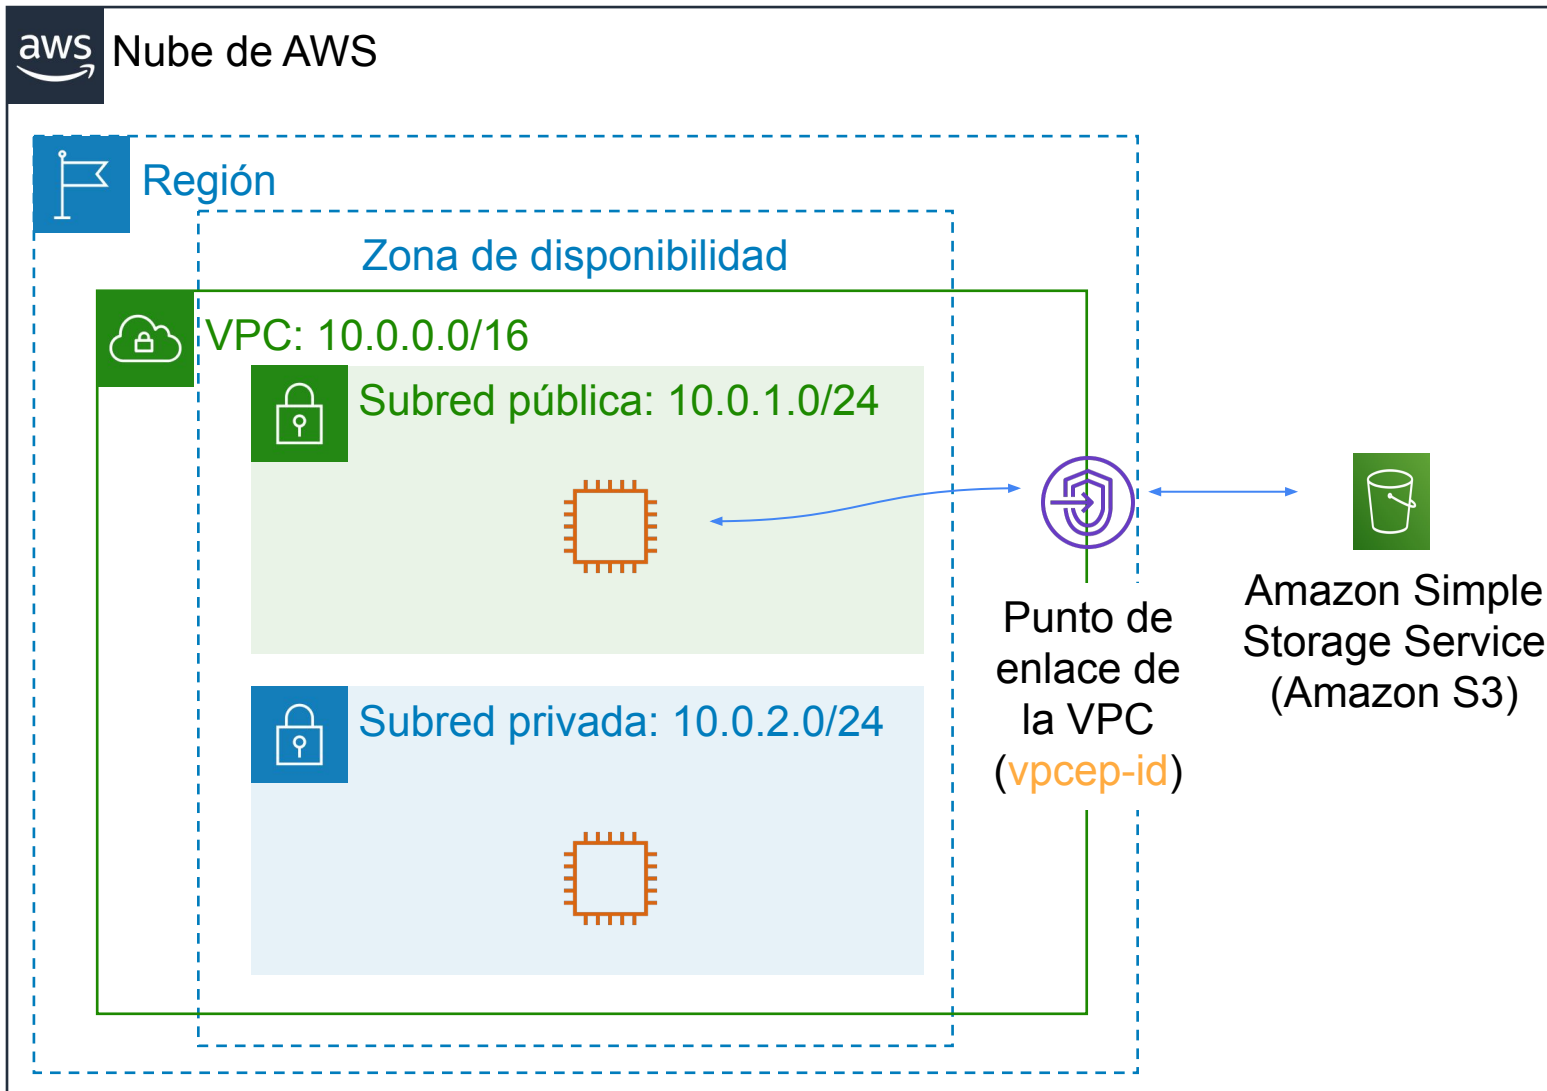 aws
Nube de AWS
Región
Zona de disponibilidad
VPC: 10.0.0.0/16
Subred pública: 10.0.1.0/24
Subred privada: 10.0.2.0/24
Punto de
enlace de
la VPC
(vpcep-id)
Amazon Simple
Storage Service
(Amazon S3)